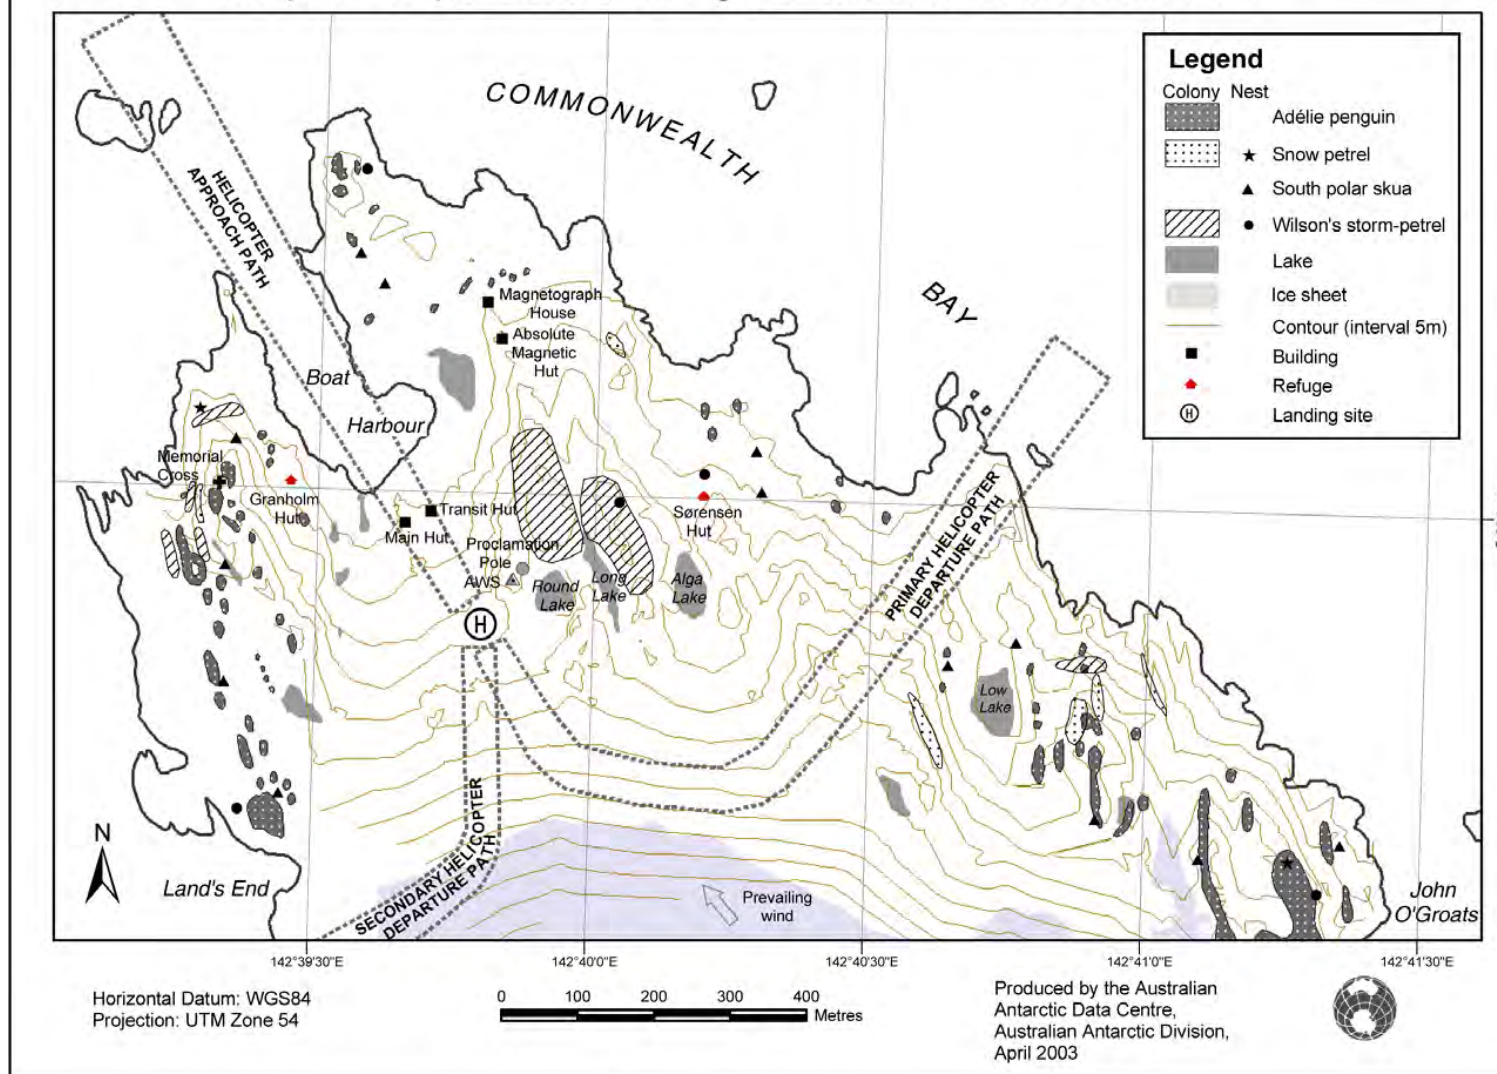 COMMONWEALTH
BAY
HELICOPTER
APPROACH PATH
Magnetograph
House
Absolute
Magnetic
Hut
Boat
Harbour
Memorial
Cross
Granholm
Hut
Transit Hut
Main Hut
Proclamation
Pole
AWS
Round
Lake
Long
Lake
Alga
Lake
Sørensen
Hut
H
PRIMARY HELICOPTER
DEPARTURE PATH
Low
Lake
SECONDARY HELICOPTER
DEPARTURE PATH
N
Land's End
Prevailing
wind
John
O'Groats
Legend
Colony Nest
Adélie penguin
Snow petrel
South polar skua
Wilson's storm-petrel
Lake
Ice sheet
Contour (interval 5m)
Building
Refuge
H Landing site
142°39'30"E 142°40'0"E 142°40'30"E 142°41'0"E 142°41'30"E
Horizontal Datum: WGS84
Projection: UTM Zone 54
0 100 200 300 400
Metres
Produced by the Australian
Antarctic Data Centre,
Australian Antarctic Division,
April 2003